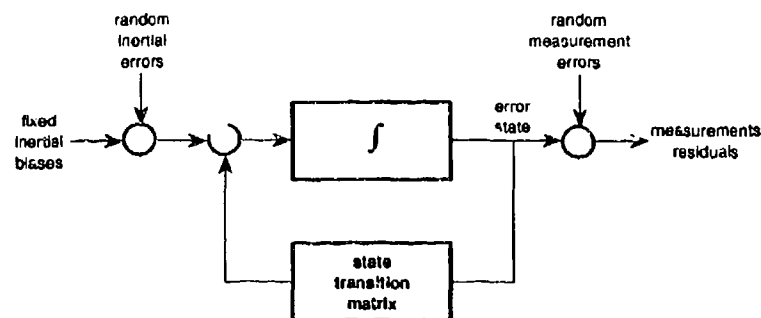 random
inertial
errors
random
measurement
errors
fixed
inertial
biases
∫
error
state
measurements
residuals
state
transition
matrix